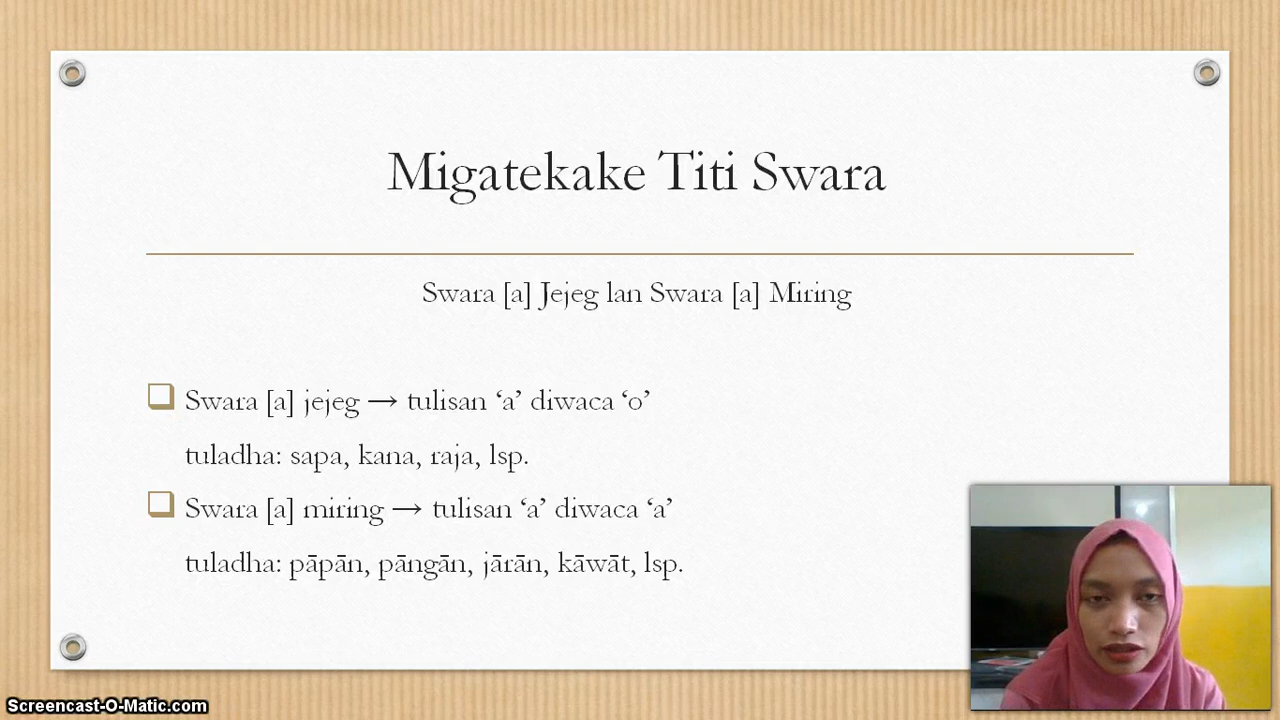 Migatekake Titi Swara
Swara [a] Jejeg lan Swara [a] Miring
Swara [a] jejeg → tulisan ‘a’ diwaca ‘o’
tuladha: sapa, kana, raja, lsp.
Swara [a] miring → tulisan ‘a’ diwaca ‘a’
tuladha: pāpān, pāngān, jārān, kāwāt, lsp.
Screencast-O-Matic.com